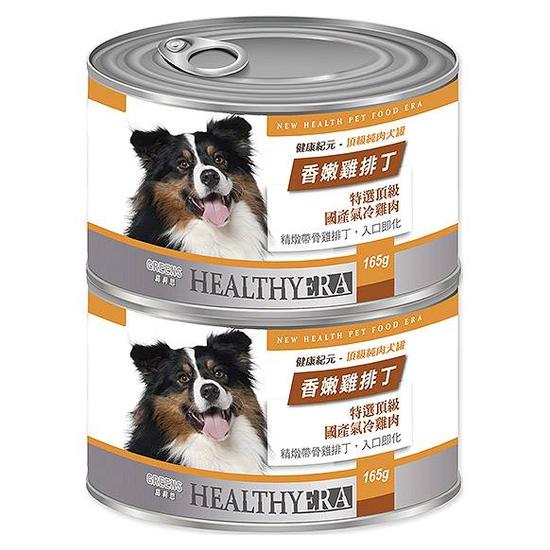 NEW HEALTH PET FOOD ERA
健康紀元 - 頂級純肉犬罐
香嫩雞排丁
特選頂級
國產氣冷雞肉
精燉帶骨雞排丁，入口即化
165g
GREENS
葛莉思
HEALTHYERA
NEW HEALTH PET FOOD ERA
健康紀元 - 頂級純肉犬罐
香嫩雞排丁
特選頂級
國產氣冷雞肉
精燉帶骨雞排丁，入口即化
165g
GREENS
葛莉思
HEALTHYERA